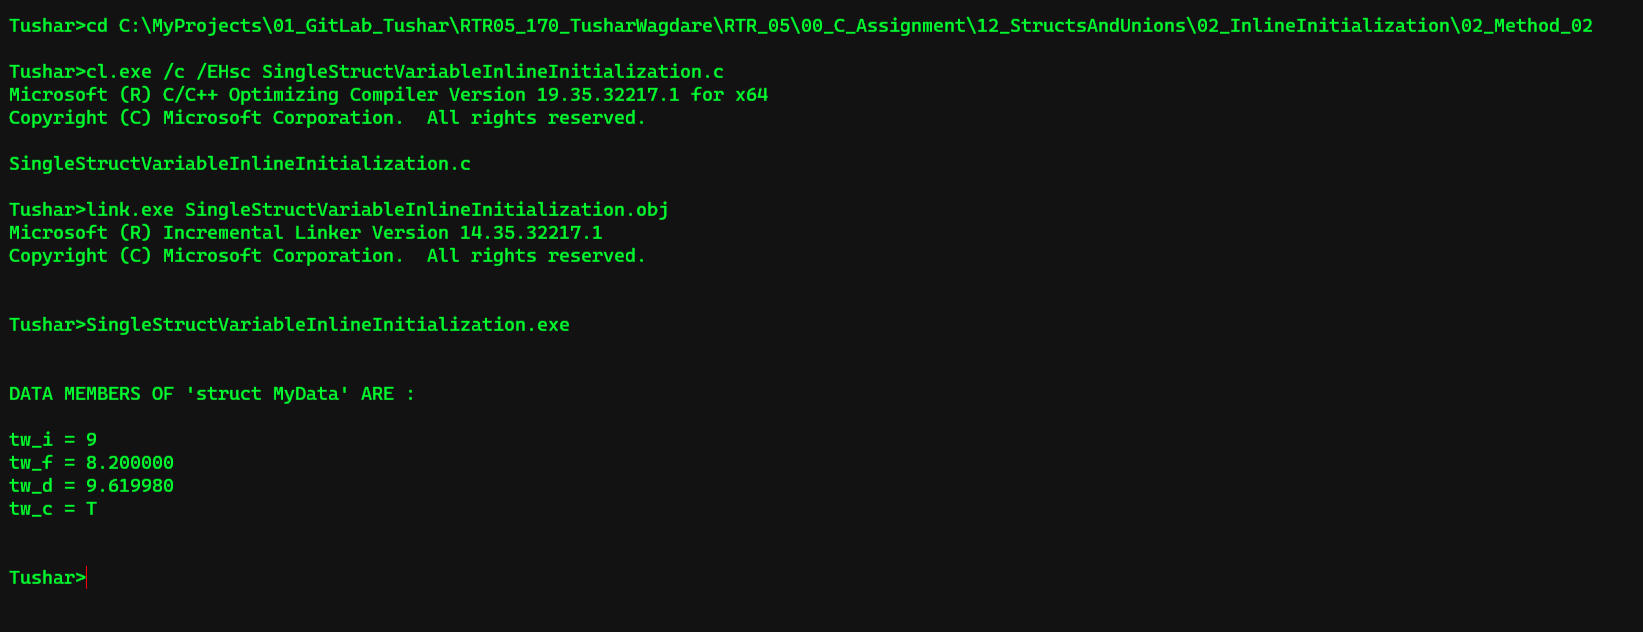 Tushar>cd C:\MyProjects\01_GitLab_Tushar\RTR05_170_TusharWagdare\RTR_05\00_C_Assignment\12_StructsAndUnions\02_InlineInitialization\02_Method_02
Tushar>cl.exe /c /EHsc SingleStructVariableInlineInitialization.c
Microsoft (R) C/C++ Optimizing Compiler Version 19.35.32217.1 for x64
Copyright (C) Microsoft Corporation.  All rights reserved.
SingleStructVariableInlineInitialization.c
Tushar>link.exe SingleStructVariableInlineInitialization.obj
Microsoft (R) Incremental Linker Version 14.35.32217.1
Copyright (C) Microsoft Corporation.  All rights reserved.
Tushar>SingleStructVariableInlineInitialization.exe
DATA MEMBERS OF 'struct MyData' ARE :
tw_i = 9
tw_f = 8.200000
tw_d = 9.619980
tw_c = T
Tushar>